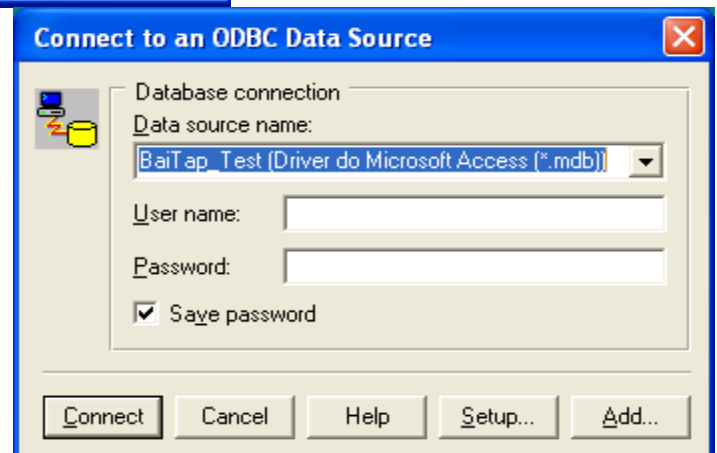 Connect to an ODBC Data Source
Database connection
Data source name:
BaiTap_Test (Driver do Microsoft Access (*.mdb))
User name:
Password:
Save password
Connect Cancel Help Setup... Add...